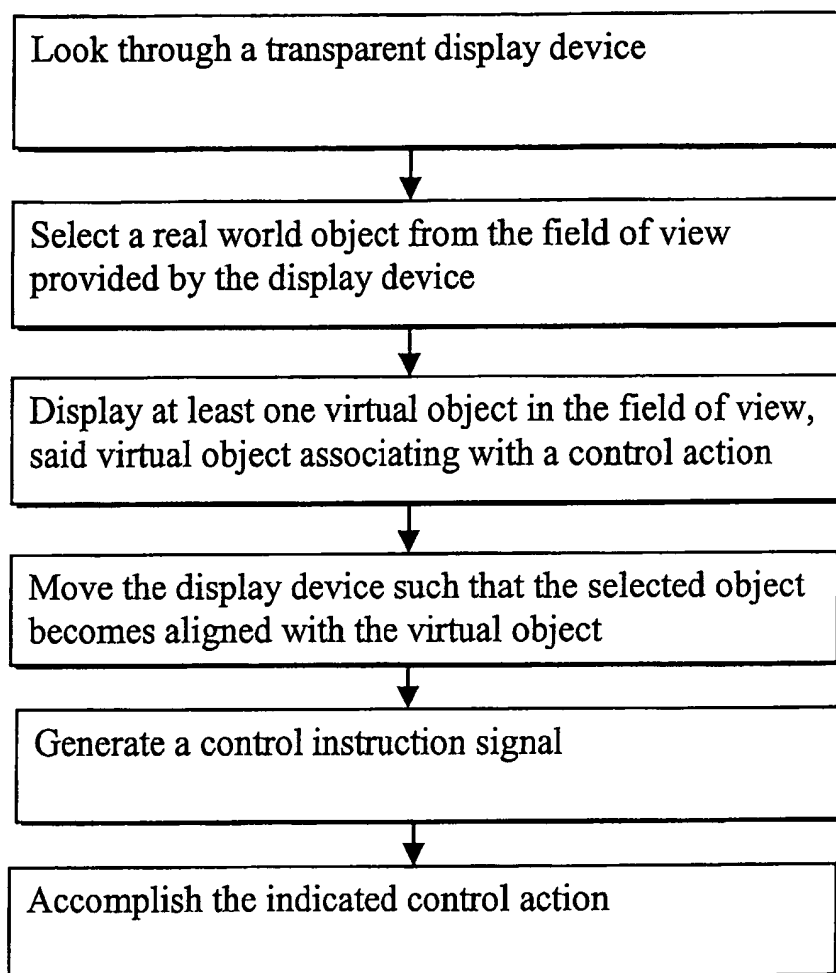 Look through a transparent display device
Select a real world object from the field of view
provided by the display device
Display at least one virtual object in the field of view,
said virtual object associating with a control action
Move the display device such that the selected object
becomes aligned with the virtual object
Generate a control instruction signal
Accomplish the indicated control action